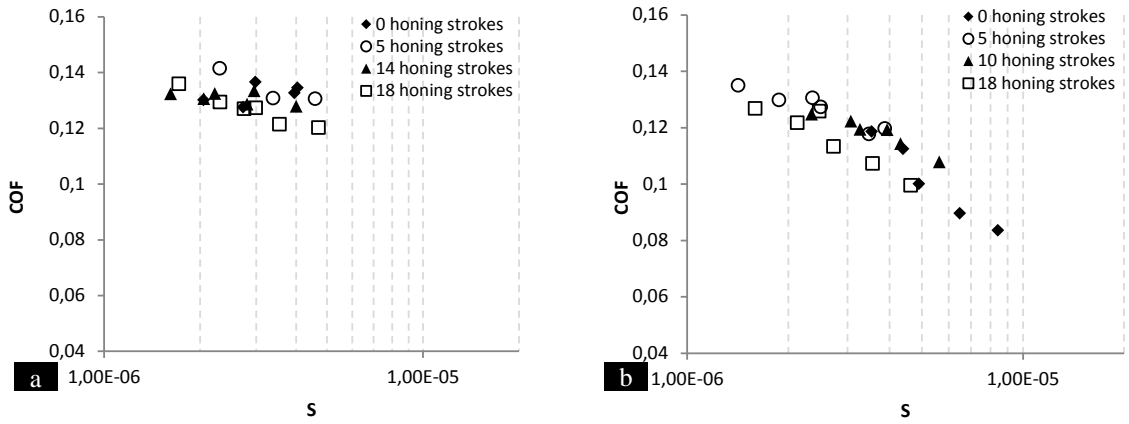 0,16
0,14
0,12
0,1
0,08
0,06
0,04
COF
1,00E-06
1,00E-05
S
0 honing strokes
5 honing strokes
14 honing strokes
18 honing strokes
a
0,16
0,14
0,12
0,1
0,08
0,06
0,04
COF
1,00E-06
1,00E-05
S
0 honing strokes
5 honing strokes
10 honing strokes
18 honing strokes
b